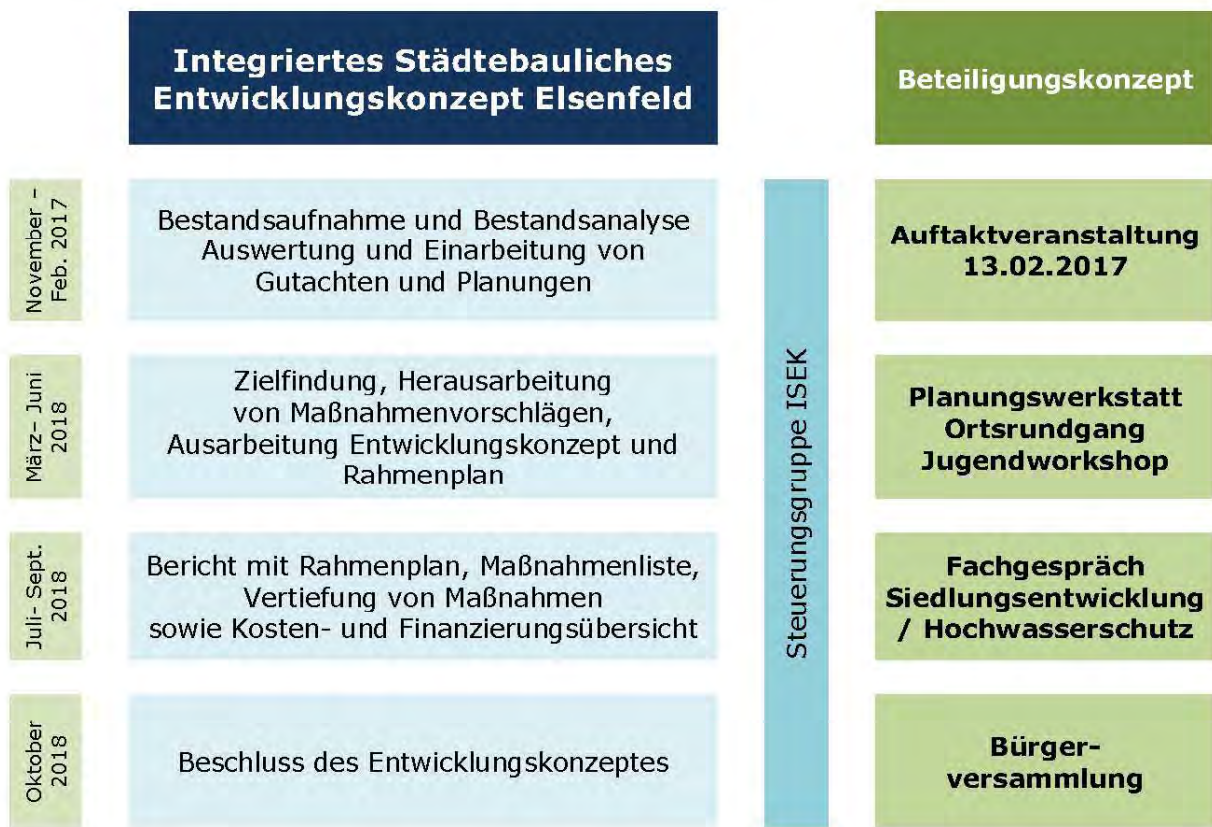 Integriertes Städtebauliches
Entwicklungskonzept Elsenfeld
Beteiligungskonzept
November –
Feb. 2017
Bestandsaufnahme und Bestandsanalyse
Auswertung und Einarbeitung von
Gutachten und Planungen
Auftaktveranstaltung
13.02.2017
März- Juni
2018
Zielfindung, Herausarbeitung
von Maßnahmenvorschlägen,
Ausarbeitung Entwicklungskonzept und
Rahmenplan
Planungswerkstatt
Ortsrundgang
Jugendworkshop
Juli- Sept.
2018
Bericht mit Rahmenplan, Maßnahmenliste,
Vertiefung von Maßnahmen
sowie Kosten- und Finanzierungsübersicht
Fachgespräch
Siedlungsentwicklung
/ Hochwasserschutz
Oktober
2018
Beschluss des Entwicklungskonzeptes
Bürger-
versammlung
Steuerungsgruppe ISEK